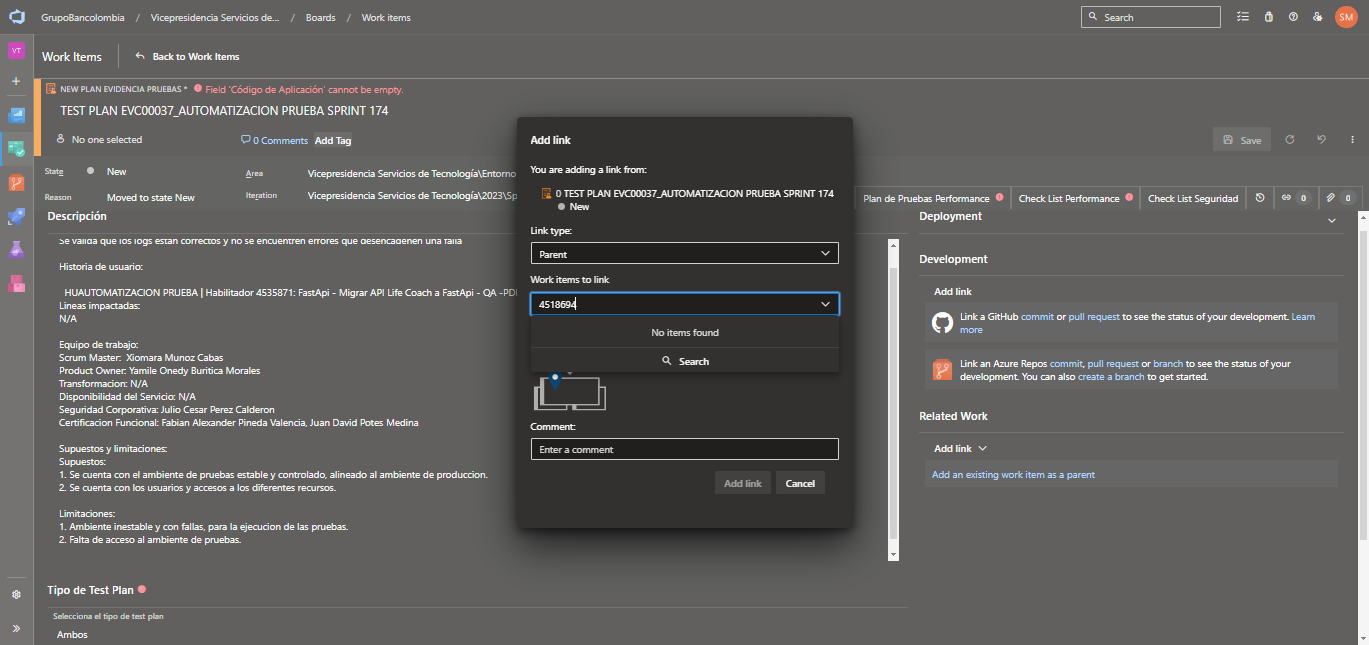 GrupoBancolombia / Vicepresidencia Servicios de... / Boards / Work items
Search
SM
VT
Work Items
Back to Work Items
NEW PLAN EVIDENCIA PRUEBAS * Field 'Código de Aplicación' cannot be empty.
TEST PLAN EVC00037_AUTOMATIZACION PRUEBA SPRINT 174
No one selected
0 Comments
Add Tag
Save
State
New
Area
Vicepresidencia Servicios de Tecnología\Entorno
Reason
Moved to state New
Iteration
Vicepresidencia Servicios de Tecnología\2023\Sp
Plan de Pruebas Performance
Check List Performance
Check List Seguridad
0
0
Descripción
Se valida que los logs estan correctos y no se encuentren errores que desencadenen una falla
Historia de usuario:
HUAUTOMATIZACION PRUEBA | Habilitador 4535871: FastApi - Migrar API Life Coach a FastApi - QA -PDI
Lineas impactadas:
N/A
Equipo de trabajo:
Scrum Master: Xiomara Munoz Cabas
Product Owner: Yamile Onedy Buritica Morales
Transformacion: N/A
Disponibilidad del Servicio: N/A
Seguridad Corporativa: Julio Cesar Perez Calderon
Certificacion Funcional: Fabian Alexander Pineda Valencia, Juan David Potes Medina
Supuestos y limitaciones:
Supuestos:
1. Se cuenta con el ambiente de pruebas estable y controlado, alineado al ambiente de produccion.
2. Se cuenta con los usuarios y accesos a los diferentes recursos.
Limitaciones:
1. Ambiente inestable y con fallas, para la ejecucion de las pruebas.
2. Falta de acceso al ambiente de pruebas.
Tipo de Test Plan
Selecciona el tipo de test plan
Ambos
Add link
You are adding a link from:
0 TEST PLAN EVC00037_AUTOMATIZACION PRUEBA SPRINT 174
New
Link type:
Parent
Work items to link
4518694
No items found
Search
Comment:
Enter a comment
Add link
Cancel
Deployment
Development
Add link
Link a GitHub commit or pull request to see the status of your development. Learn
more
Link an Azure Repos commit, pull request or branch to see the status of your
development. You can also create a branch to get started.
Related Work
Add link
Add an existing work item as a parent